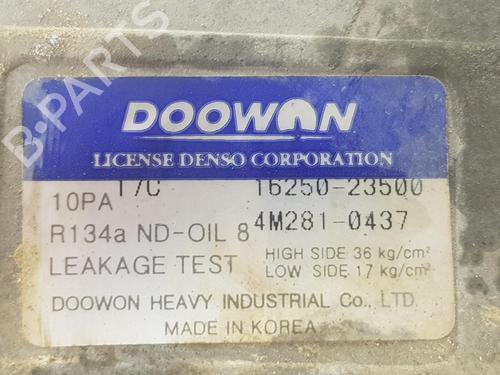 B-PARTS
DOOWON
LICENSE DENSO CORPORATION
10PA 17C 16250-23500
R134a ND-OIL 8 4M281-0437
LEAKAGE TEST HIGH SIDE 36 kg/cm²
LOW SIDE 17 kg/cm²
DOOWON HEAVY INDUSTRIAL Co., LTD.
MADE IN KOREA